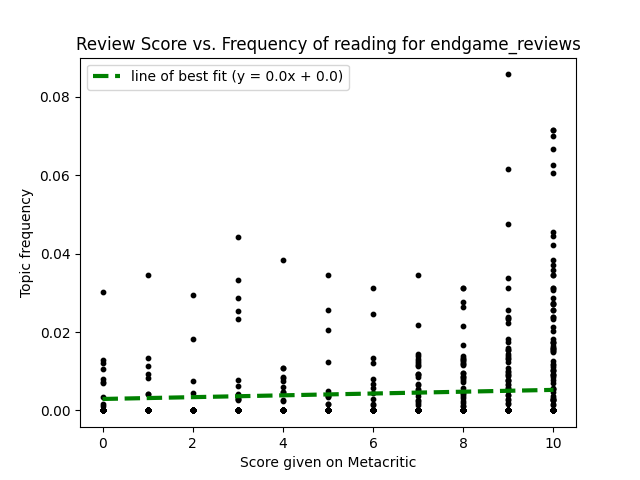 Review Score vs. Frequency of reading for endgame_reviews
line of best fit (y = 0.0x + 0.0)
0.08
0.06
0.04
0.02
0.00
Topic frequency
0 2 4 6 8 10
Score given on Metacritic